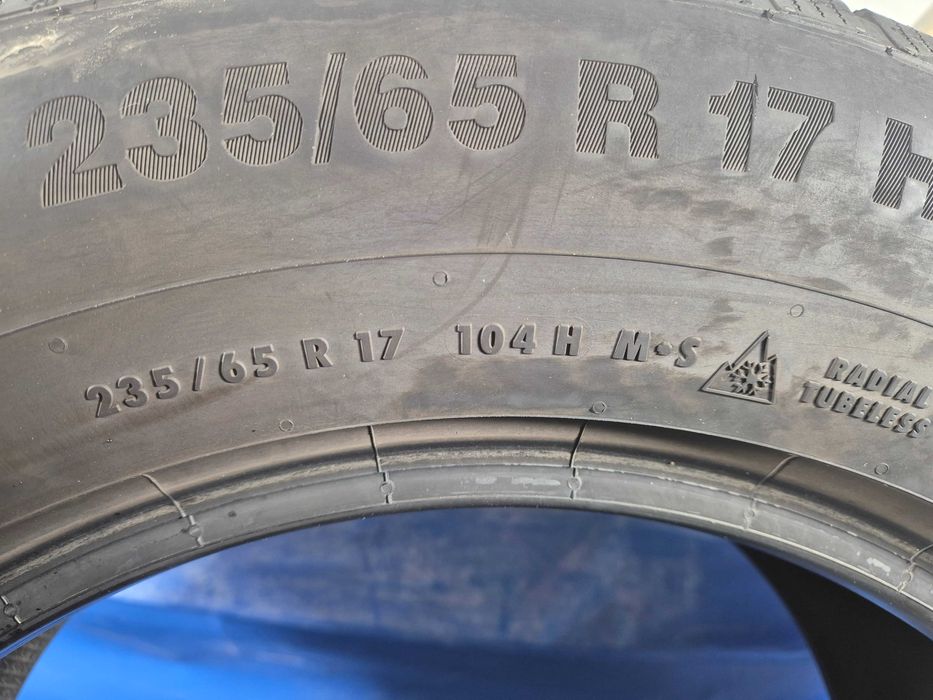 235/65 R 17 H
235/65 R 17 104 H M•S
RADIAL
TUBELESS